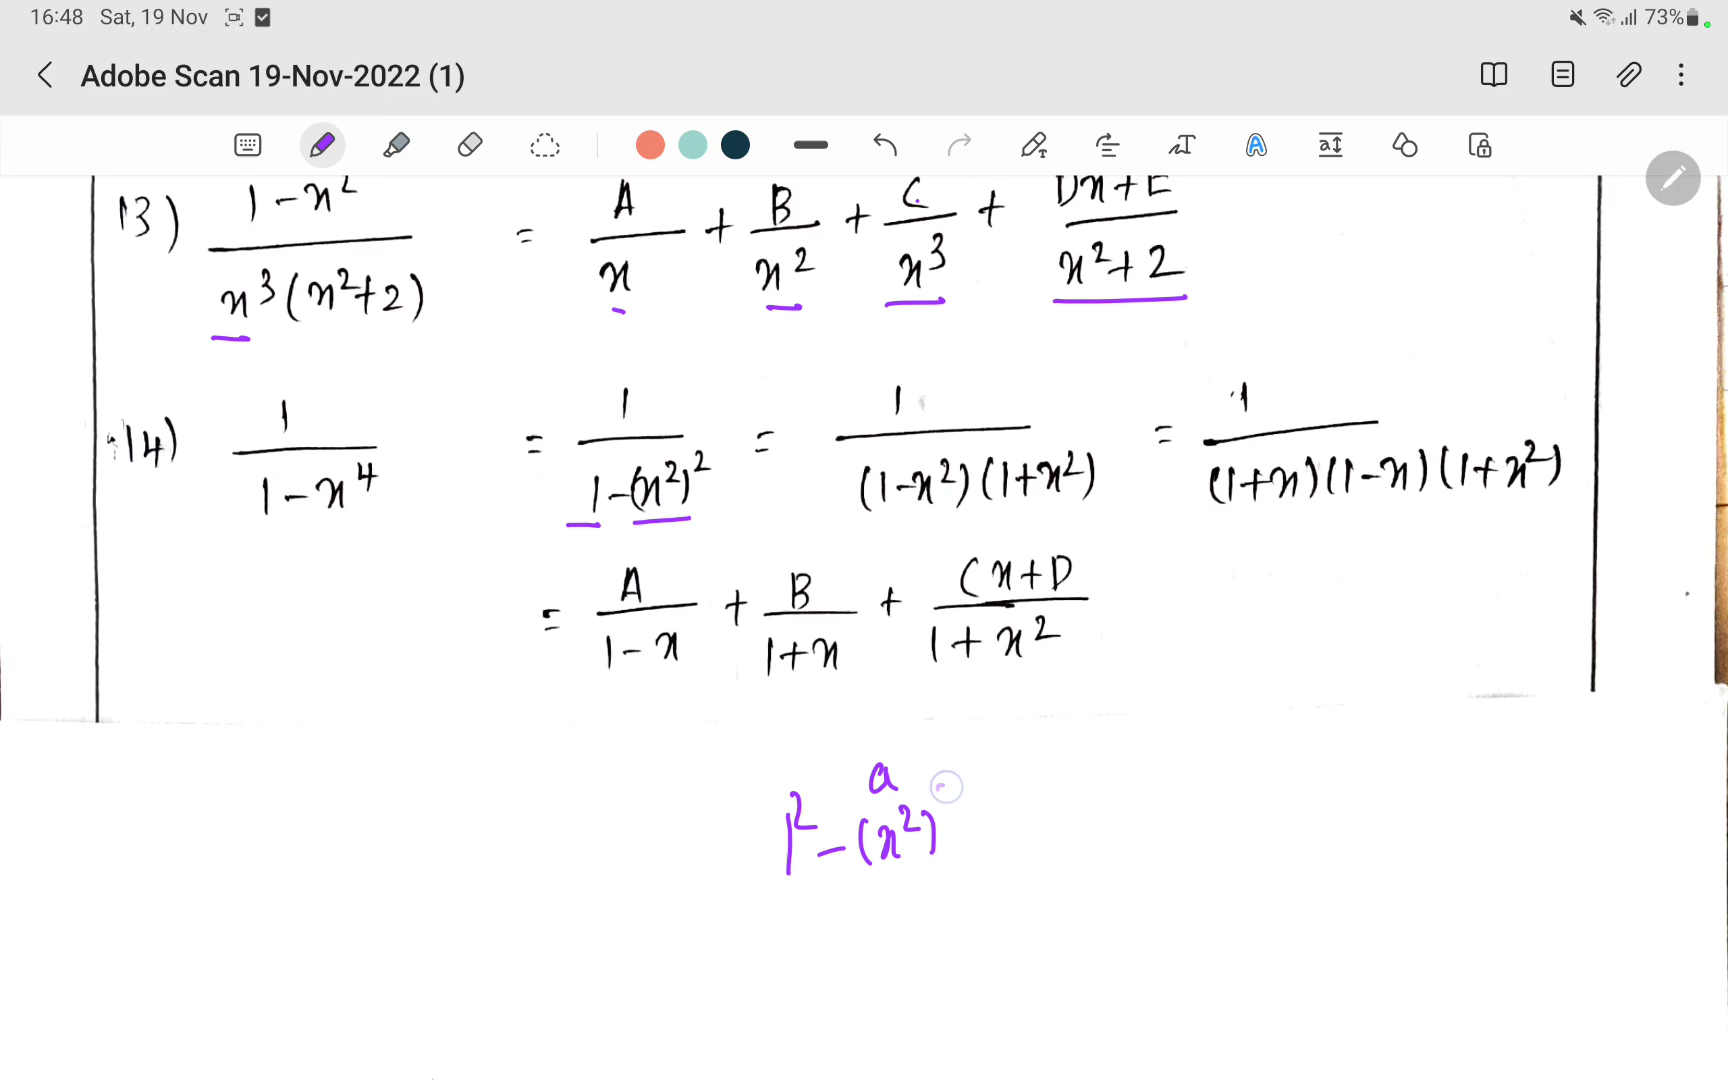 16:48 Sat, 19 Nov 73%
Adobe Scan 19-Nov-2022 (1)
13) 1-x² / x³(x²+2) = A/x + B/x² + C/x³ + Dx+E / x²+2
14) 1 / 1-x⁴ = 1 / 1-(x²)² = 1 / (1-x²)(1+x²) = 1 / (1+x)(1-x)(1+x²)
= A / 1-x + B / 1+x + Cx+D / 1+x²
a
1² - (x²)